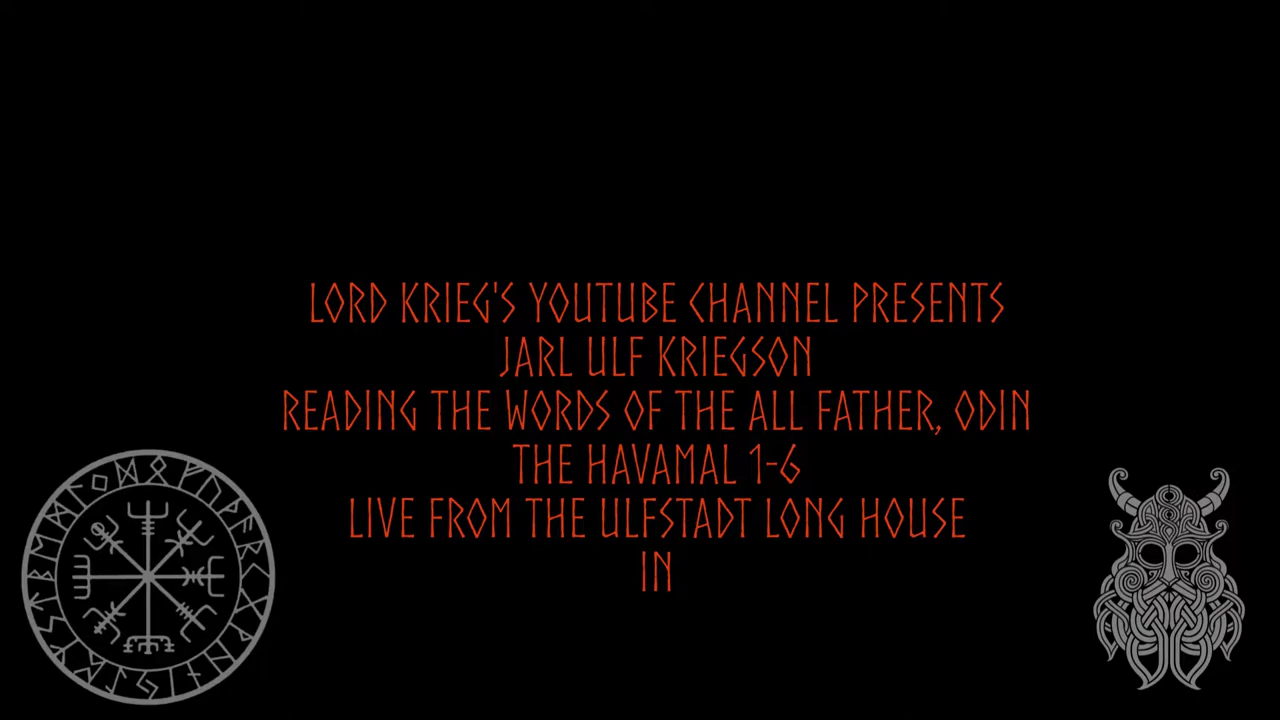 LORD KRIEG'S YOUTUBE CHANNEL PRESENTS
JARL ULF KRIEGSON
READING THE WORDS OF THE ALL FATHER, ODIN
THE HAVAMAL 1-6
LIVE FROM THE ULFSTADT LONG HOUSE
IN